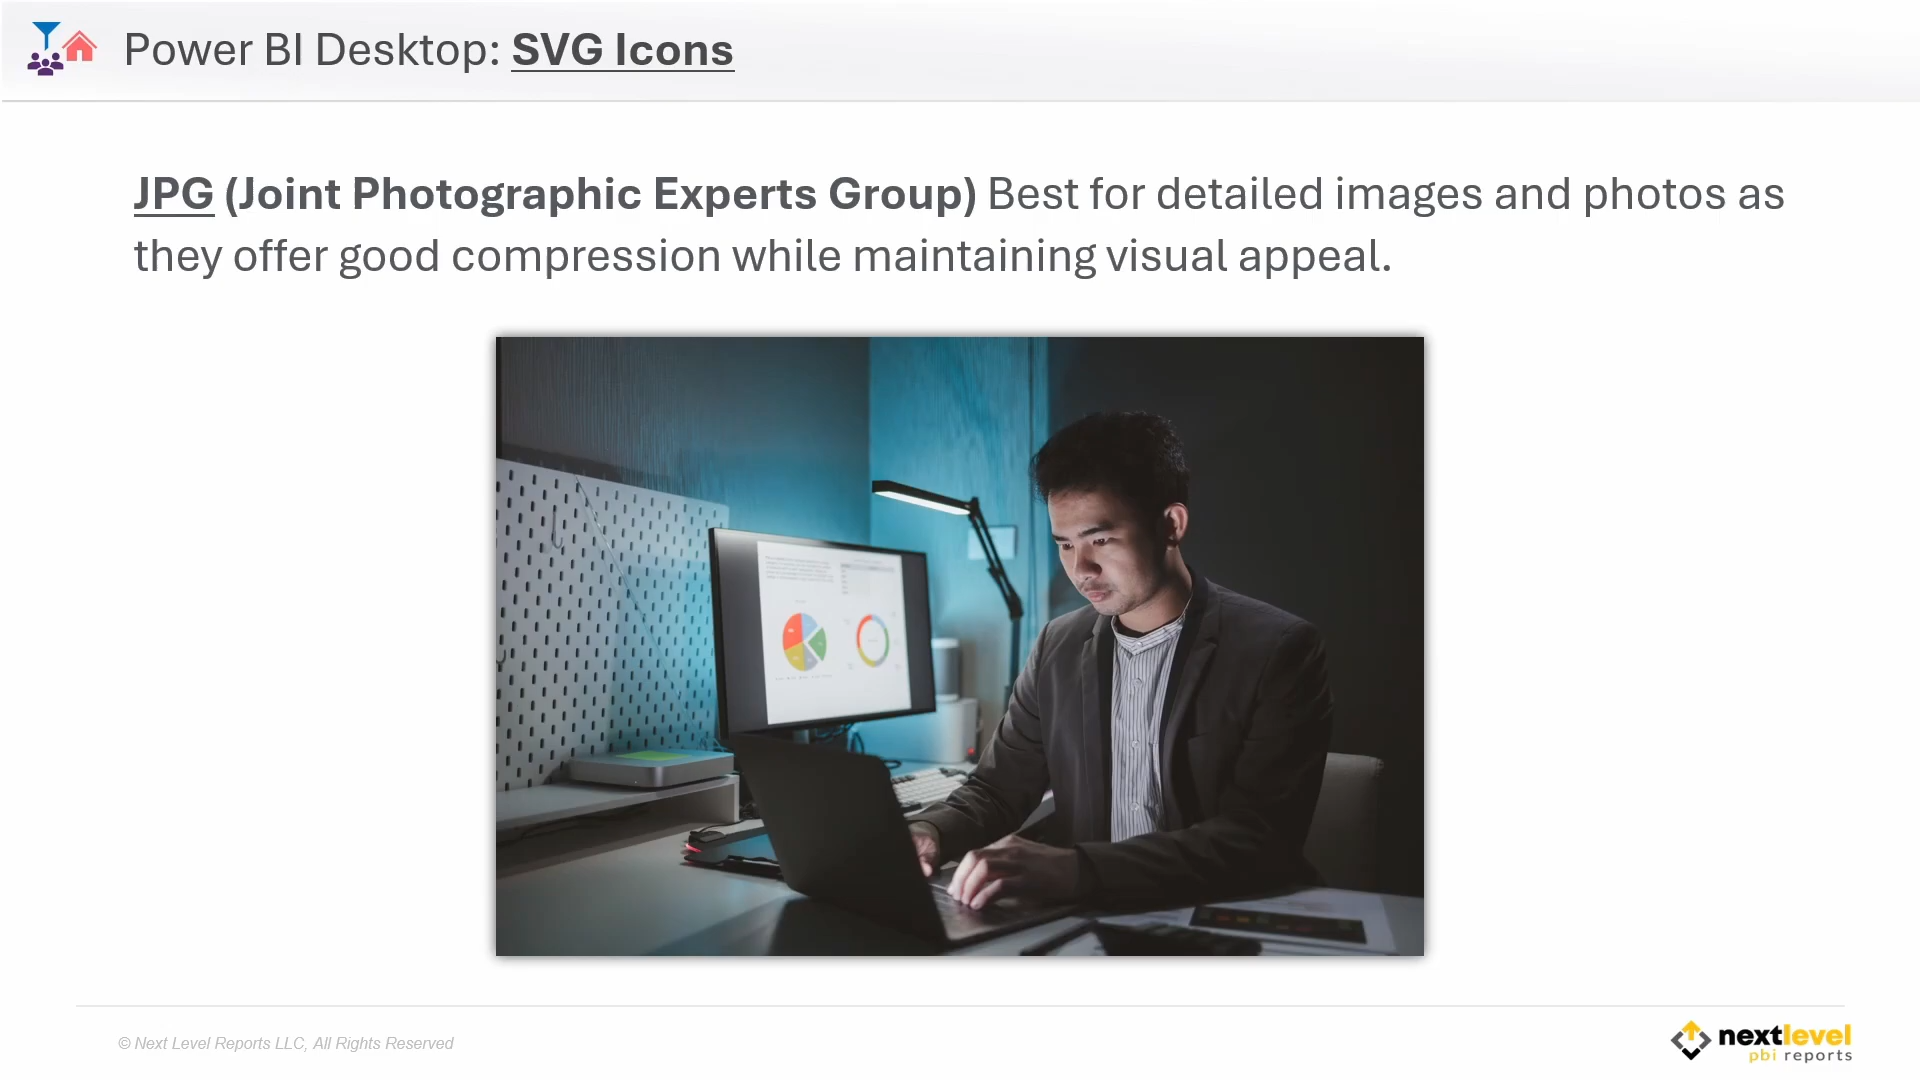 Power BI Desktop: SVG Icons
JPG (Joint Photographic Experts Group) Best for detailed images and photos as
they offer good compression while maintaining visual appeal.
© Next Level Reports LLC, All Rights Reserved
nextlevel
pbi reports